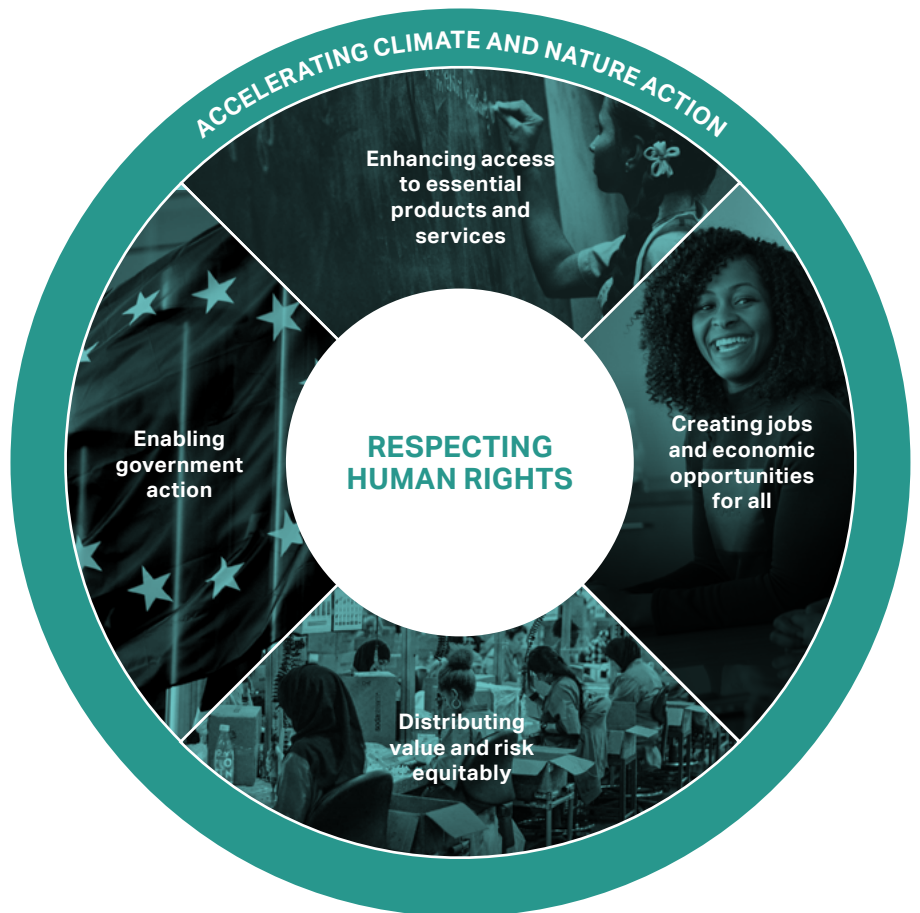 ACCELERATING CLIMATE AND NATURE ACTION
Enhancing access
to essential
products and
services
Creating jobs
and economic
opportunities
for all
RESPECTING
HUMAN RIGHTS
Enabling
government
action
Distributing
value and risk
equitably